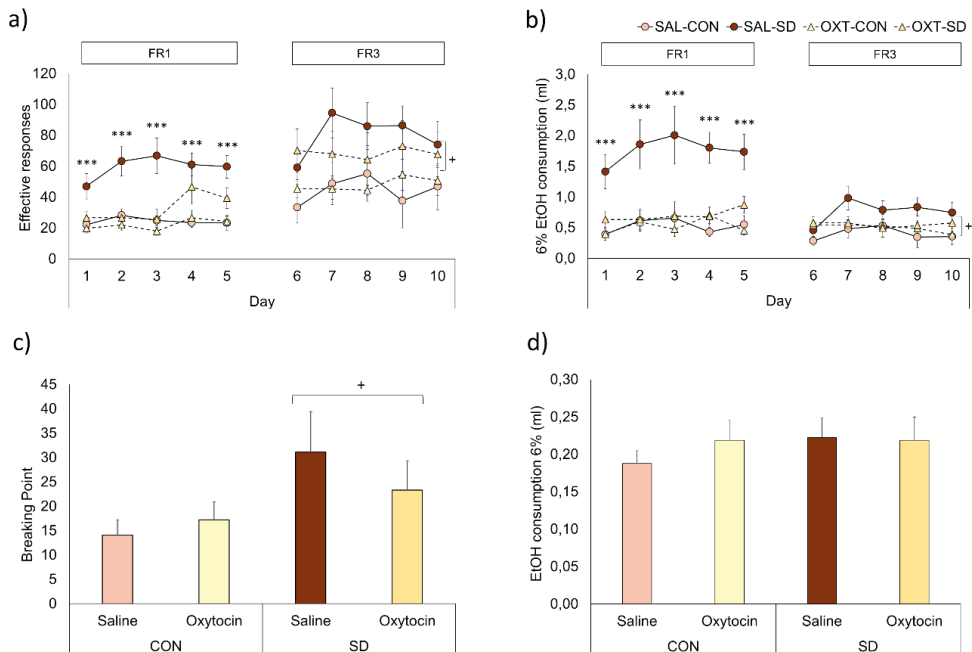 a)
b)
SAL-CON SAL-SD OXT-CON OXT-SD
FR1 FR3
FR1 FR3
Effective responses
120
100
80
60
40
20
0
*** *** *** *** ***
+
1 2 3 4 5 6 7 8 9 10
Day
6% EtOH consumption (ml)
3,0
2,5
2,0
1,5
1,0
0,5
0,0
*** *** *** *** ***
+
1 2 3 4 5 6 7 8 9 10
Day
c)
d)
Breaking Point
45
40
35
30
25
20
15
10
5
0
+
Saline Oxytocin Saline Oxytocin
CON SD
EtOH consumption 6% (ml)
0,30
0,25
0,20
0,15
0,10
0,05
0,00
Saline Oxytocin Saline Oxytocin
CON SD